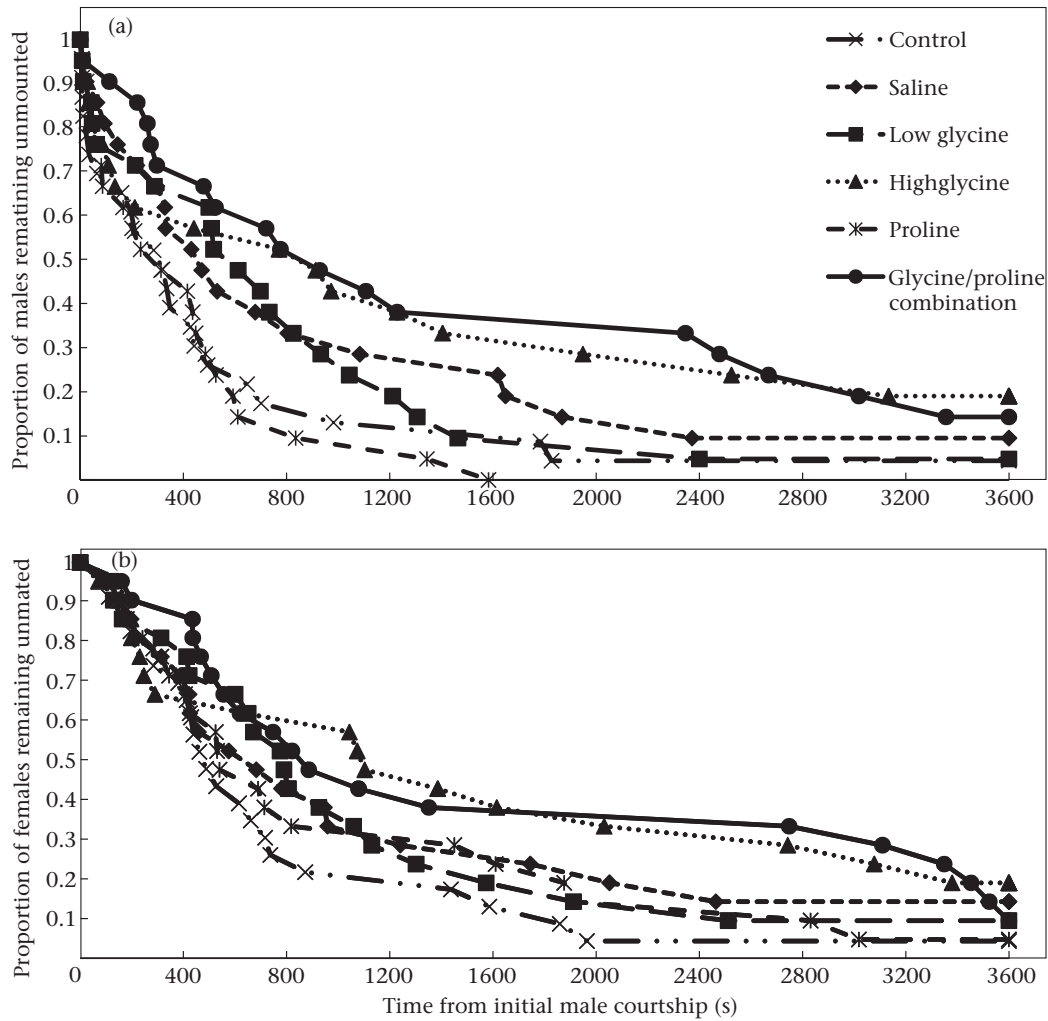 (a)
Proportion of males rematining unmounted
1
0.9
0.8
0.7
0.6
0.5
0.4
0.3
0.2
0.1
0 400 800 1200 1600 2000 2400 2800 3200 3600
Control
Saline
Low glycine
Highglycine
Proline
Glycine/proline
combination
(b)
Proportion of females remaining unmated
1
0.9
0.8
0.7
0.6
0.5
0.4
0.3
0.2
0.1
0 400 800 1200 1600 2000 2400 2800 3200 3600
Time from initial male courtship (s)